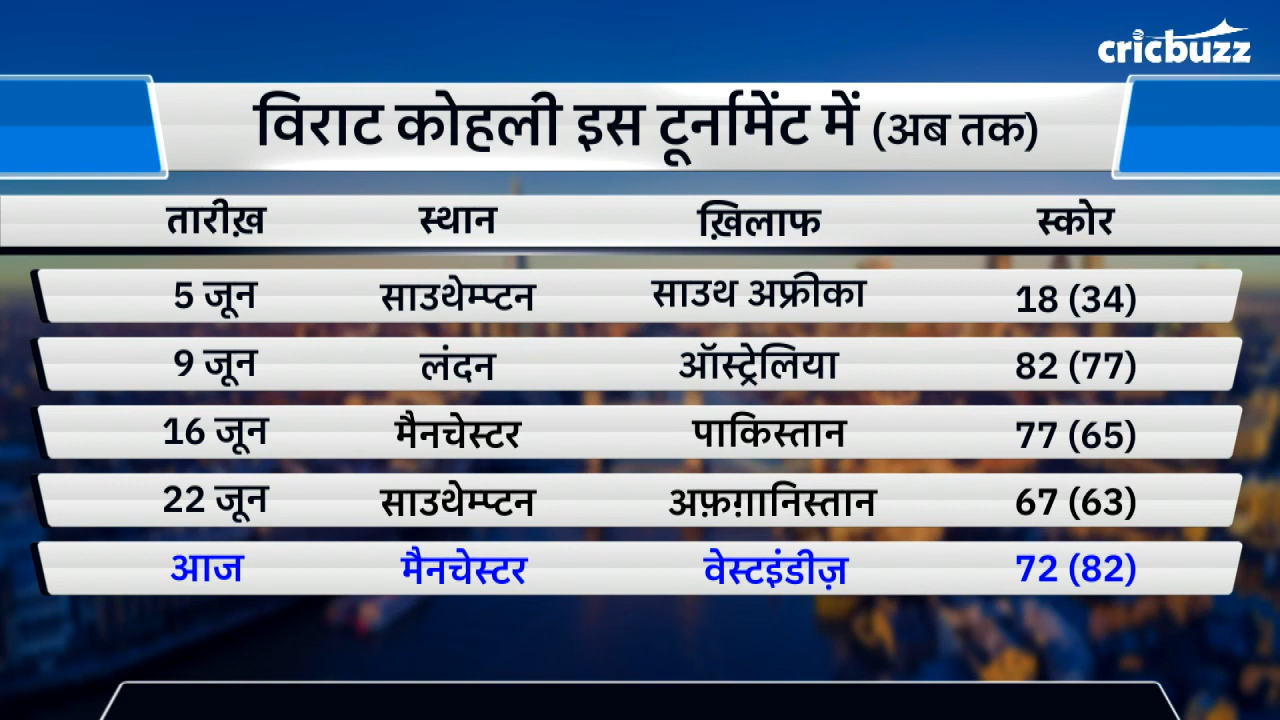 cricbuzz
विराट कोहली इस टूर्नामेंट में (अब तक)
तारीख़ स्थान ख़िलाफ स्कोर
5 जून साउथेम्प्टन साउथ अफ्रीका 18 (34)
9 जून लंदन ऑस्ट्रेलिया 82 (77)
16 जून मैनचेस्टर पाकिस्तान 77 (65)
22 जून साउथेम्प्टन अफ़ग़ानिस्तान 67 (63)
आज मैनचेस्टर वेस्टइंडीज़ 72 (82)